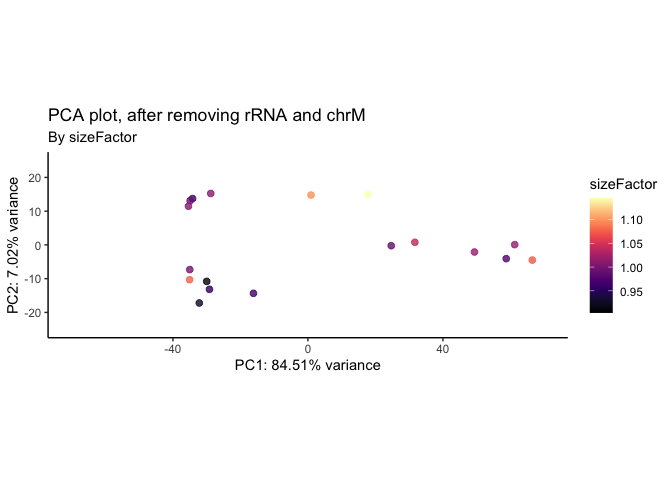 PCA plot, after removing rRNA and chrM
By sizeFactor
PC2: 7.02% variance
20
10
0
-10
-20
-40
0
40
PC1: 84.51% variance
sizeFactor
1.10
1.05
1.00
0.95